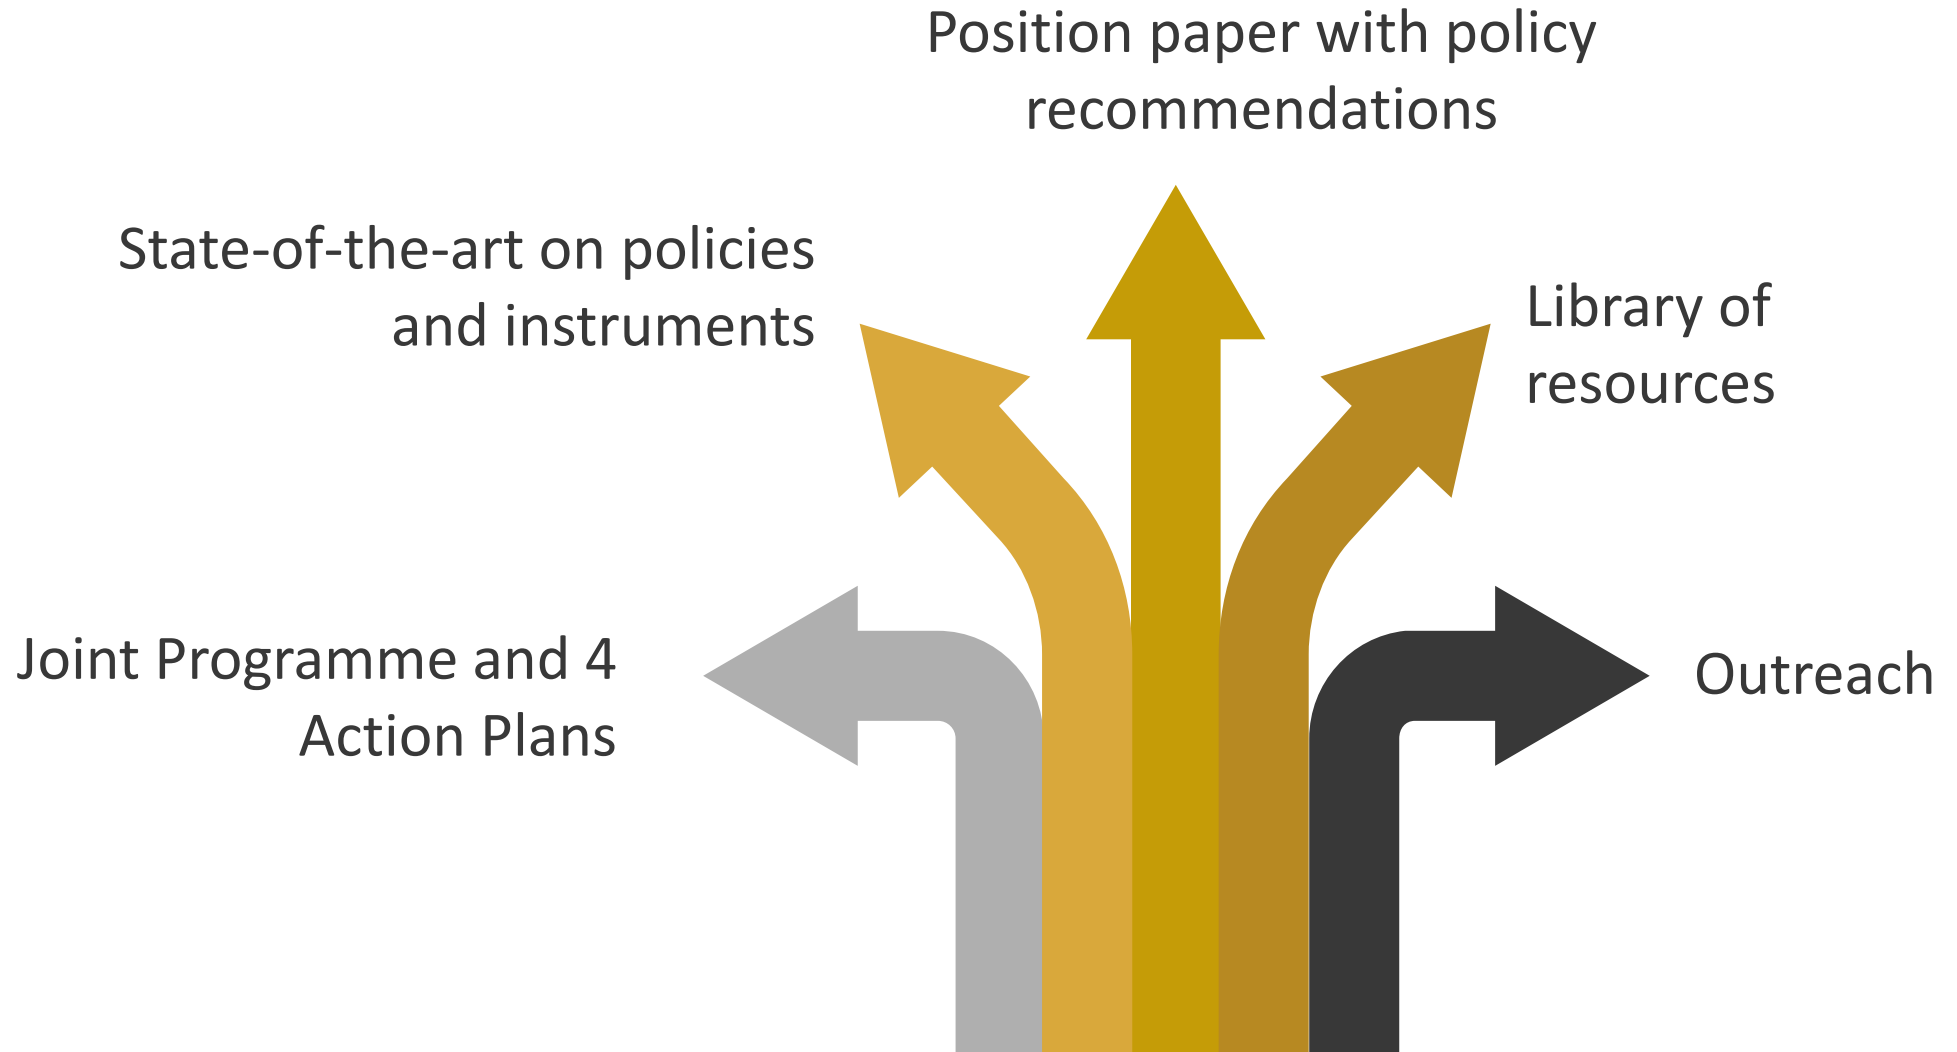 Position paper with policy
recommendations
State-of-the-art on policies
and instruments
Library of
resources
Joint Programme and 4
Action Plans
Outreach